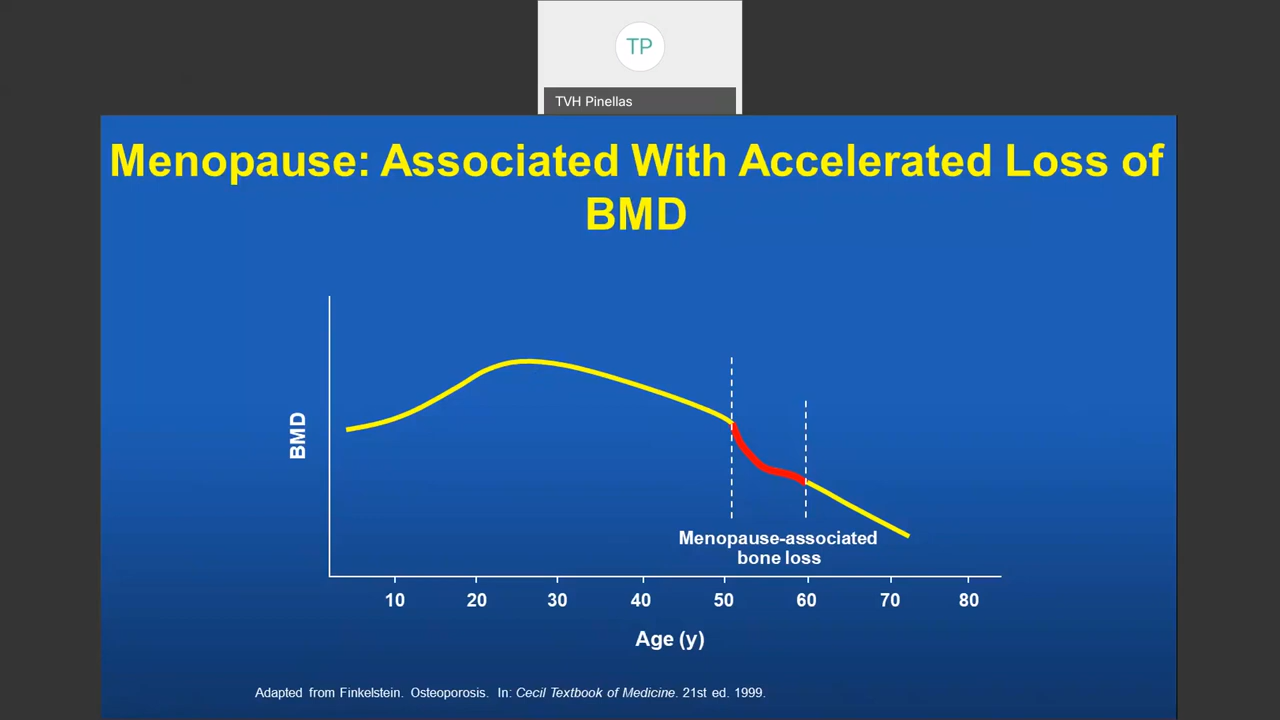 TP
TVH Pinellas
Menopause: Associated With Accelerated Loss of
BMD
BMD
Menopause-associated
bone loss
10 20 30 40 50 60 70 80
Age (y)
Adapted from Finkelstein. Osteoporosis. In: Cecil Textbook of Medicine. 21st ed. 1999.